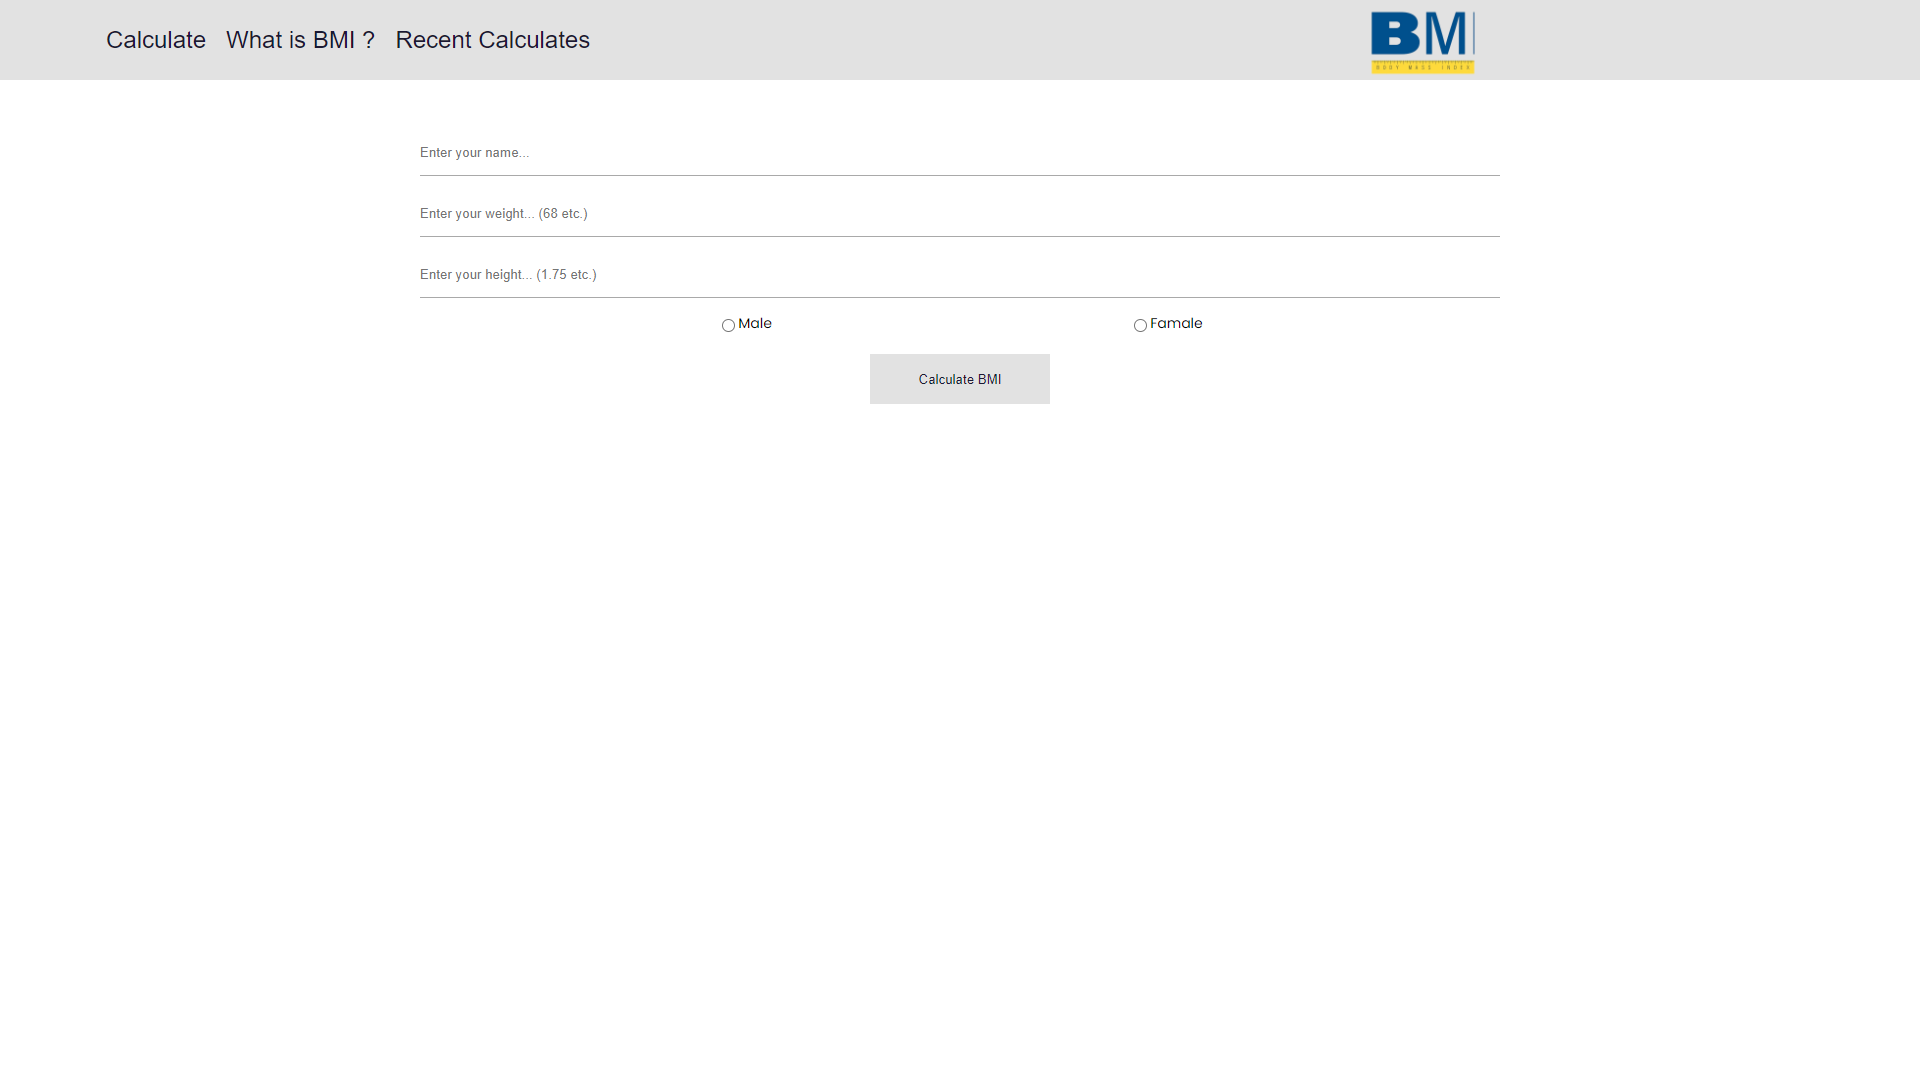 Calculate What is BMI ? Recent Calculates
BMI
BODY MASS INDEX
Enter your name...
Enter your weight... (68 etc.)
Enter your height... (1.75 etc.)
Male Famale
Calculate BMI